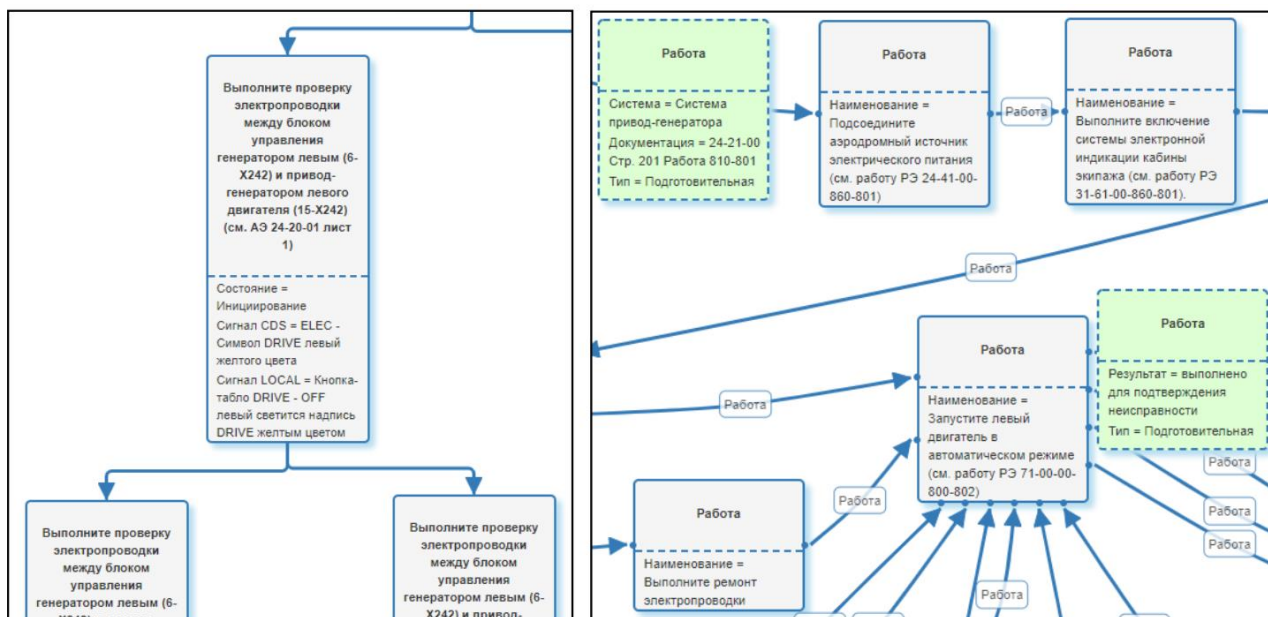 Выполните проверку
электропроводки
между блоком
управления
генератором левым (6-
X242) и привод-
генератором левого
двигателя (15-X242)
(см. АЭ 24-20-01 лист
1)
Состояние =
Инициирование
Сигнал CDS = ELEC -
Символ DRIVE левый
желтого цвета
Сигнал LOCAL = Кнопка-
табло DRIVE - OFF
левый светится надпись
DRIVE желтым цветом
Выполните проверку
электропроводки
между блоком
управления
генератором левым (6-
Выполните проверку
электропроводки
между блоком
управления
генератором левым (6-
X242) и привод-
Работа
Система = Система
привод-генератора
Документация = 24-21-00
Стр. 201 Работа 810-801
Тип = Подготовительная
Работа
Наименование =
Подсоедините
аэродромный источник
электрического питания
(см. работу РЭ 24-41-00-
860-801)
Работа
Работа
Наименование =
Выполните включение
системы электронной
индикации кабины
экипажа (см. работу РЭ
31-61-00-860-801).
Работа
Работа
Работа
Наименование =
Запустите левый
двигатель в
автоматическом режиме
(см. работу РЭ 71-00-00-
800-802)
Работа
Результат = выполнено
для подтверждения
неисправности
Тип = Подготовительная
Работа
Работа
Работа
Работа
Работа
Наименование =
Выполните ремонт
электропроводки
Работа